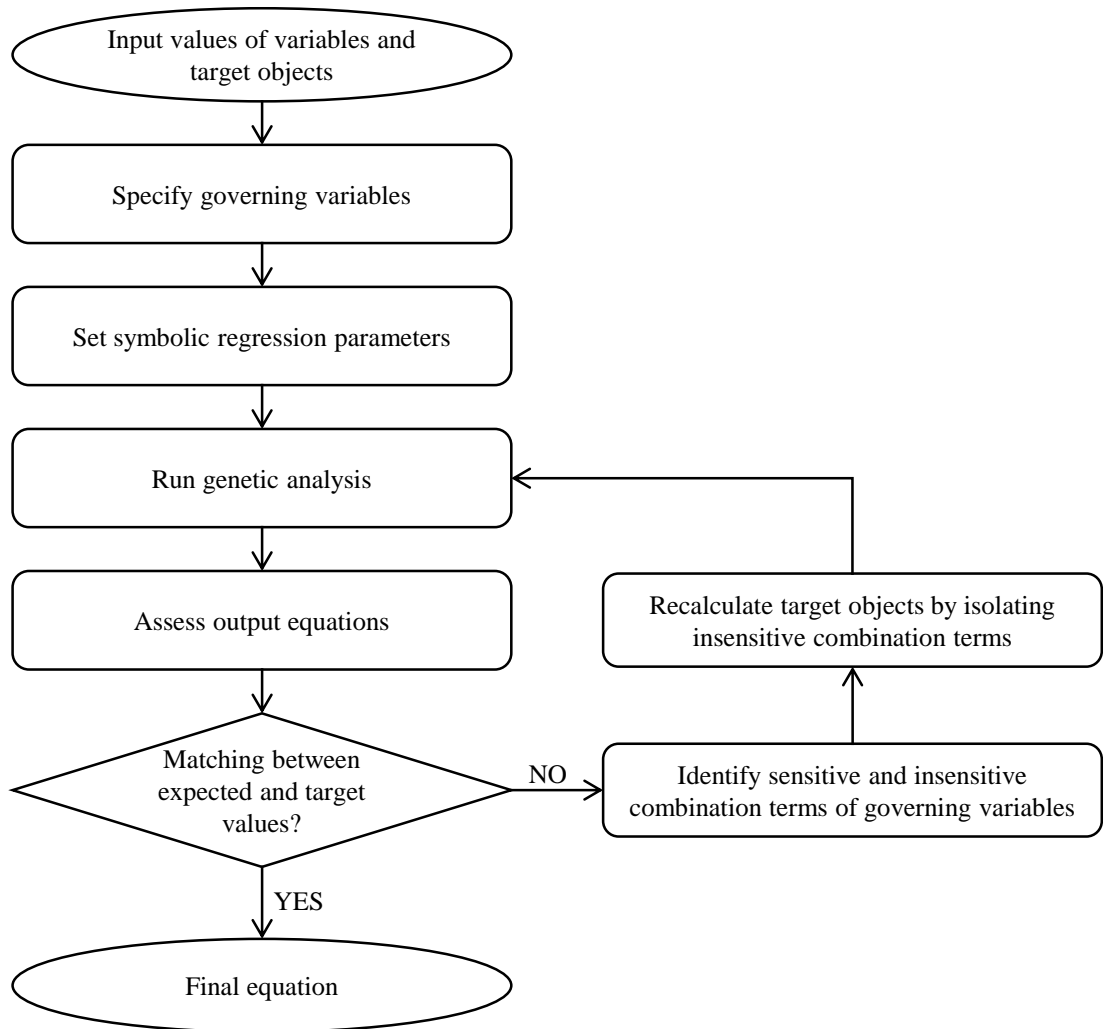 Input values of variables and
target objects
Specify governing variables
Set symbolic regression parameters
Run genetic analysis
Assess output equations
Matching between
expected and target
values?
NO
Identify sensitive and insensitive
combination terms of governing variables
Recalculate target objects by isolating
insensitive combination terms
YES
Final equation